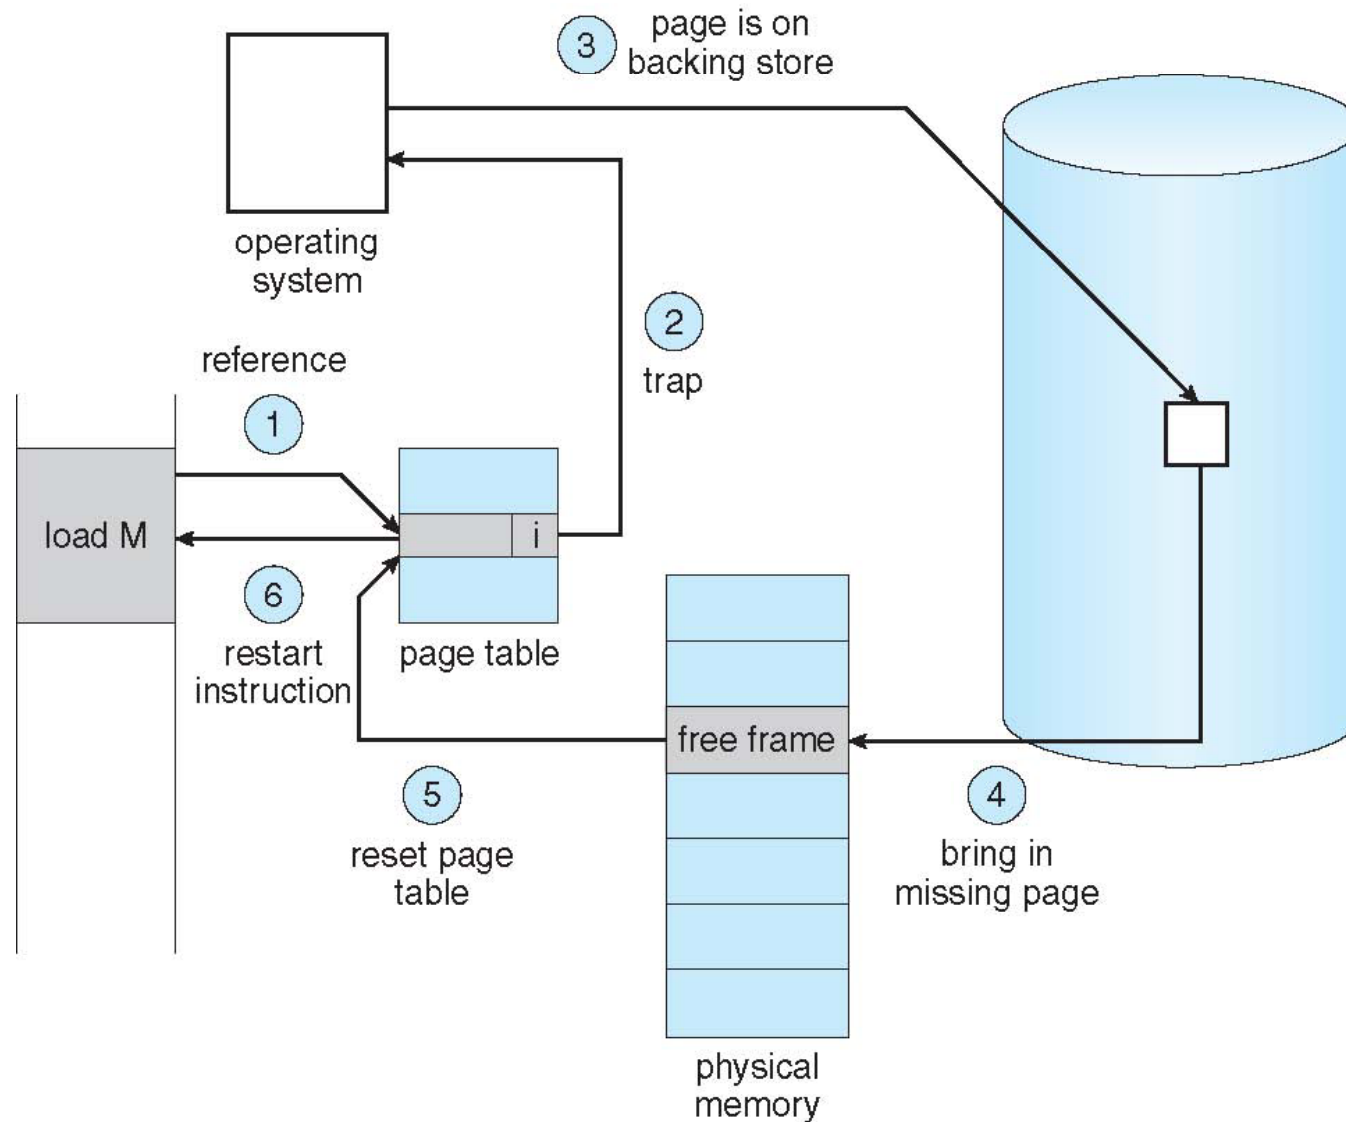 3
page is on
backing store
operating
system
2
trap
reference
1
load M
i
6
restart
instruction
page table
free frame
5
reset page
table
4
bring in
missing page
physical
memory